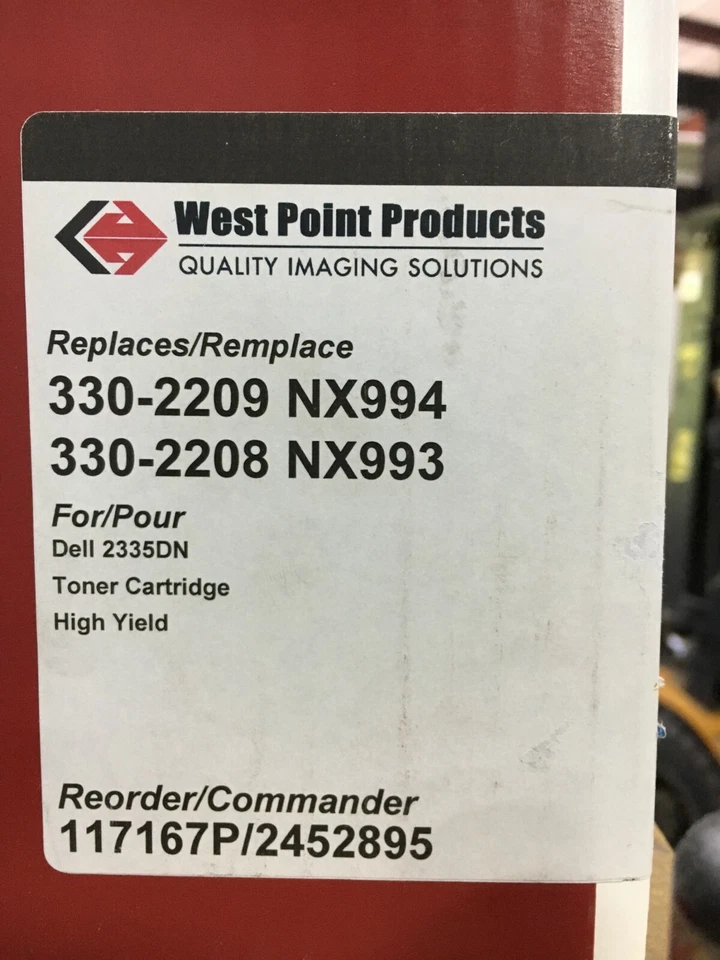 West Point Products
QUALITY IMAGING SOLUTIONS
Replaces/Remplace
330-2209 NX994
330-2208 NX993
For/Pour
Dell 2335DN
Toner Cartridge
High Yield
Reorder/Commander
117167P/2452895